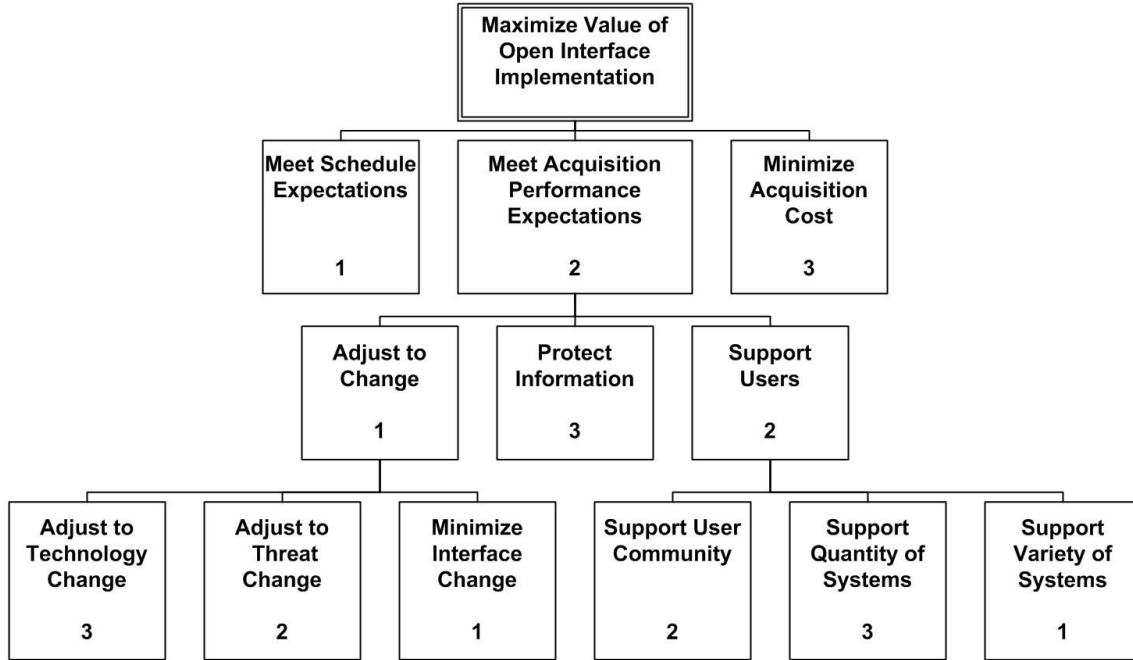 Maximize Value of
Open Interface
Implementation
Meet Schedule
Expectations
1
Meet Acquisition
Performance
Expectations
2
Minimize
Acquisition
Cost
3
Adjust to
Change
1
Protect
Information
3
Support
Users
2
Adjust to
Technology
Change
3
Adjust to
Threat
Change
2
Minimize
Interface
Change
1
Support User
Community
2
Support
Quantity of
Systems
3
Support
Variety of
Systems
1